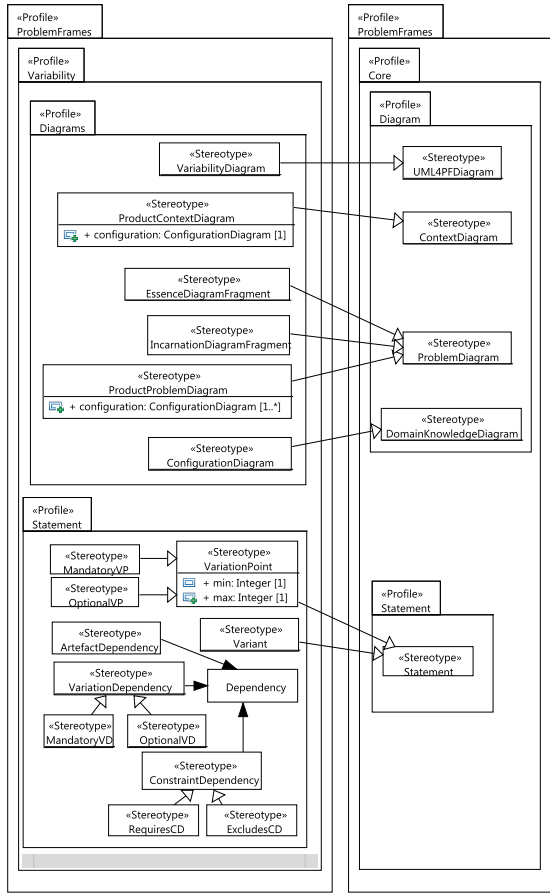 «Profile»
ProblemFrames
«Profile»
Variability
«Profile»
Diagrams
«Stereotype»
VariabilityDiagram
«Stereotype»
ProductContextDiagram
+ configuration: ConfigurationDiagram [1]
«Stereotype»
EssenceDiagramFragment
«Stereotype»
IncarnationDiagramFragment
«Stereotype»
ProductProblemDiagram
+ configuration: ConfigurationDiagram [1..*]
«Stereotype»
ConfigurationDiagram
«Profile»
Statement
«Stereotype»
MandatoryVP
«Stereotype»
OptionalVP
«Stereotype»
VariationPoint
+ min: Integer [1]
+ max: Integer [1]
«Stereotype»
ArtefactDependency
«Stereotype»
Variant
«Stereotype»
VariationDependency
Dependency
«Stereotype»
MandatoryVD
«Stereotype»
OptionalVD
«Stereotype»
ConstraintDependency
«Stereotype»
RequiresCD
«Stereotype»
ExcludesCD
«Profile»
ProblemFrames
«Profile»
Core
«Profile»
Diagram
«Stereotype»
UML4PFDiagram
«Stereotype»
ContextDiagram
«Stereotype»
ProblemDiagram
«Stereotype»
DomainKnowledgeDiagram
«Profile»
Statement
«Stereotype»
Statement